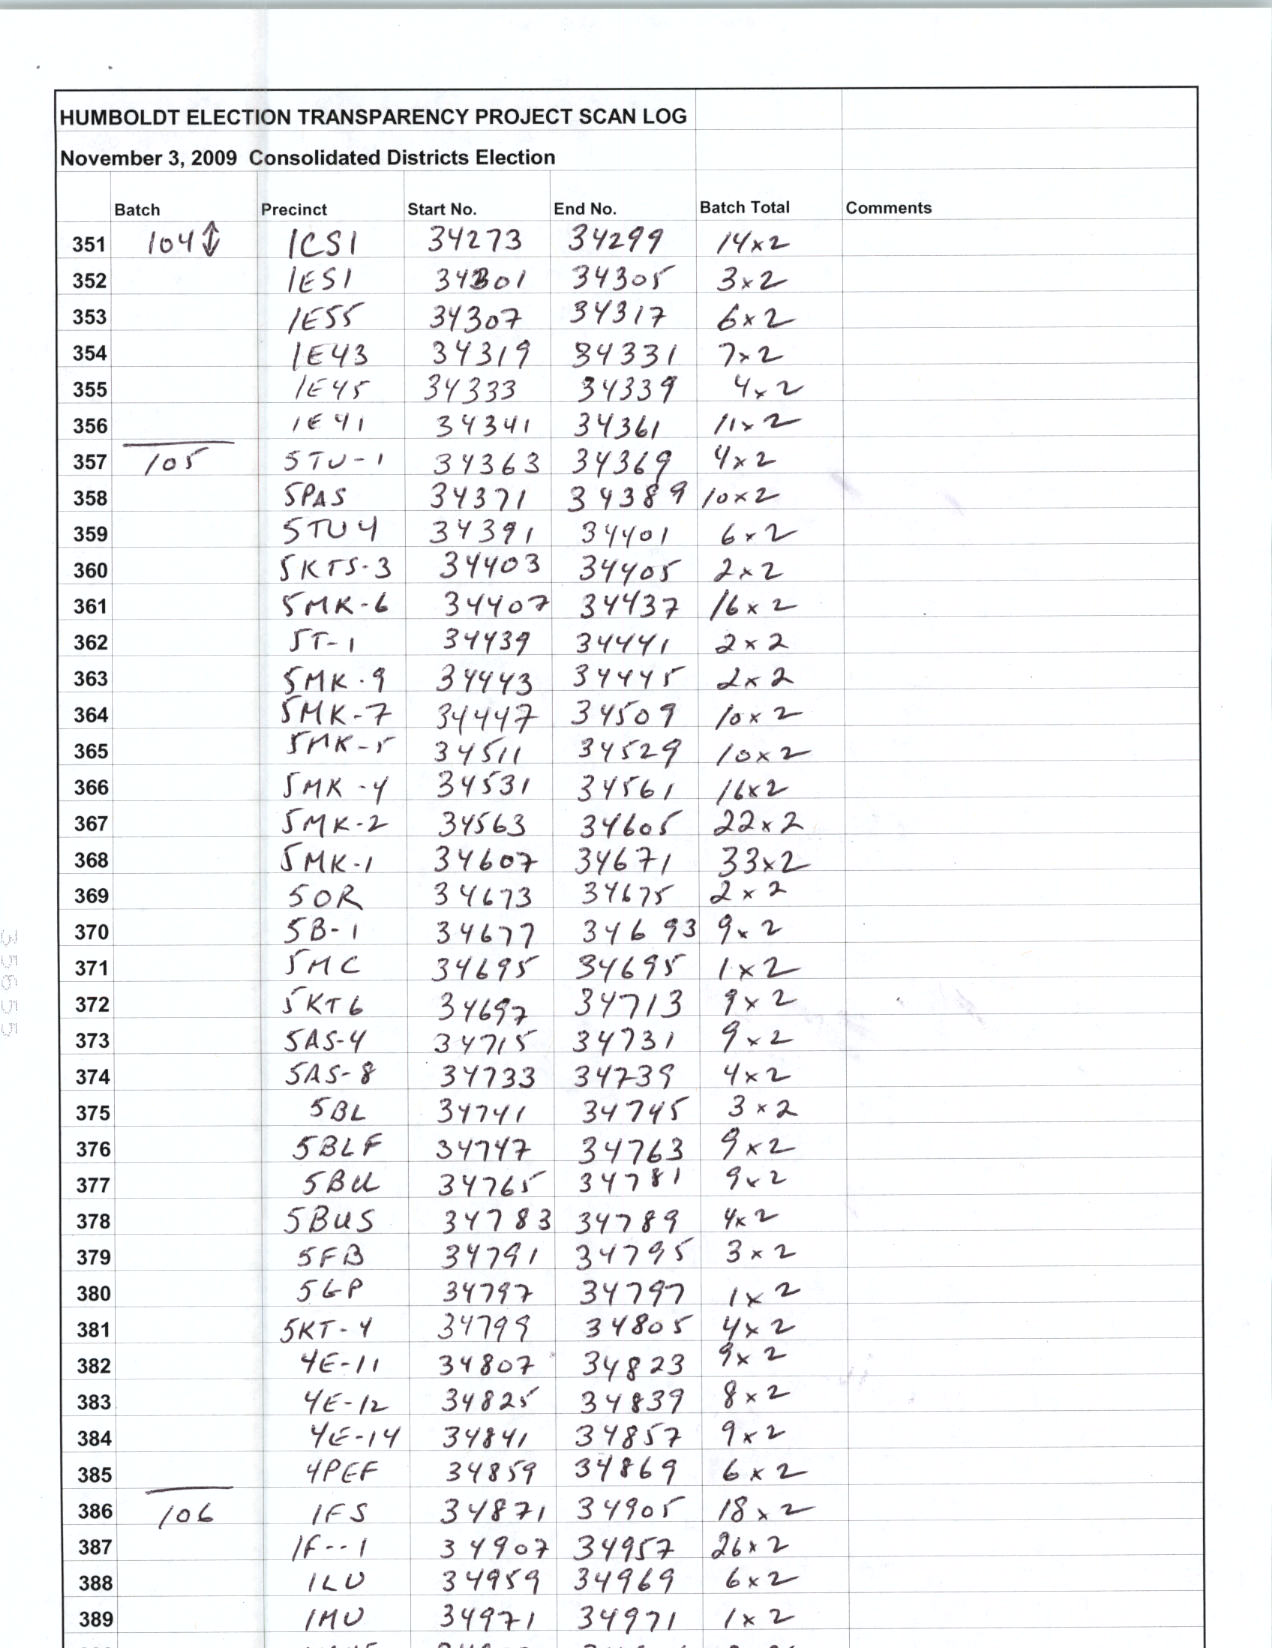 HUMBOLDT ELECTION TRANSPARENCY PROJECT SCAN LOG
November 3, 2009 Consolidated Districts Election
Batch Precinct Start No. End No. Batch Total Comments
351 104↕ 1CS1 34273 34299 14x2
352 1ES1 34301 34305 3x2
353 1ES5 34307 34317 6x2
354 1E43 34319 34331 7x2
355 1E45 34333 34339 4x2
356 1E41 34341 34361 11x2
357 105 5TU-1 34363 34369 4x2
358 5PAS 34371 34389 10x2
359 5TU4 34391 34401 6x2
360 5KTS-3 34403 34405 2x2
361 5MK-6 34407 34437 16x2
362 5T-1 34439 34441 2x2
363 5MK-9 34443 34445 2x2
364 5MK-7 34447 34509 10x2
365 5MK-5 34511 34529 10x2
366 5MK-4 34531 34561 16x2
367 5MK-2 34563 34605 22x2
368 5MK-1 34607 34671 33x2
369 5OR 34673 34675 2x2
370 5B-1 34677 34693 9x2
371 5MC 34695 34695 1x2
372 5KT6 34697 34713 9x2
373 5AS-4 34715 34731 9x2
374 5AS-8 34733 34739 4x2
375 5BL 34741 34745 3x2
376 5BLF 34747 34763 9x2
377 5BU 34765 34781 9x2
378 5BUS 34783 34789 4x2
379 5FB 34791 34795 3x2
380 5GP 34797 34797 1x2
381 5KT-4 34799 34805 4x2
382 4E-11 34807 34823 9x2
383 4E-12 34825 34839 8x2
384 4E-14 34841 34857 9x2
385 4PEF 34859 34869 6x2
386 106 1FS 34871 34905 18x2
387 1F--1 34907 34957 26x2
388 1LU 34959 34969 6x2
389 1MU 34971 34971 1x2
35655